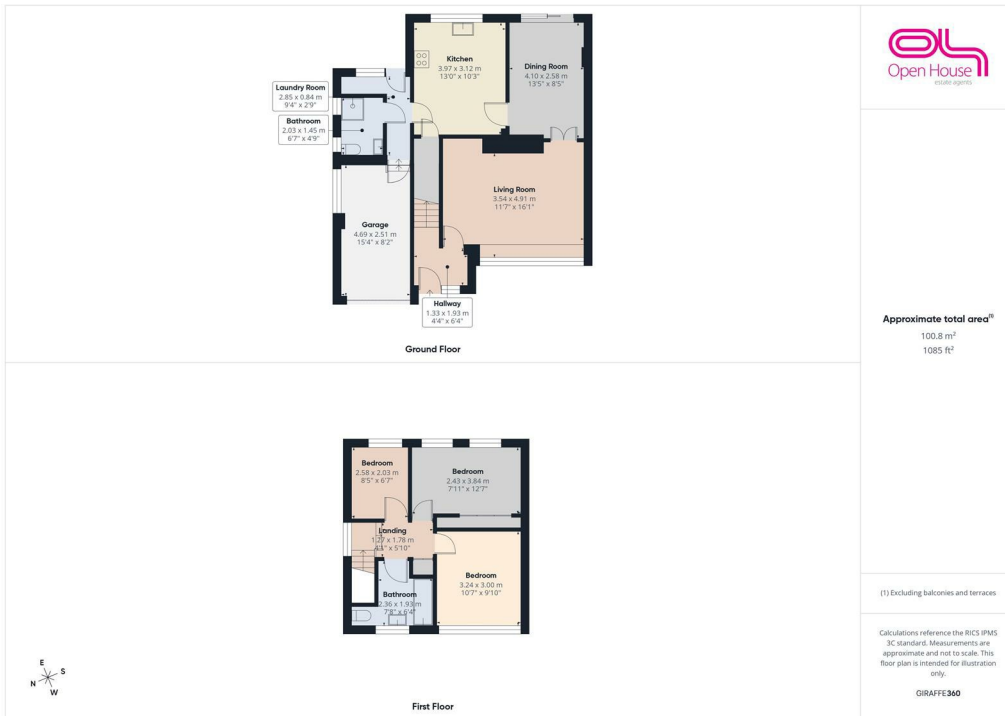 Kitchen
3.97 x 3.12 m
13'0" x 10'3"
Dining Room
4.10 x 2.58 m
13'5" x 8'5"
Laundry Room
2.85 x 0.84 m
9'4" x 2'9"
Bathroom
2.03 x 1.45 m
6'7" x 4'9"
Living Room
3.54 x 4.91 m
11'7" x 16'1"
Garage
4.69 x 2.51 m
15'4" x 8'2"
Hallway
1.33 x 1.93 m
4'4" x 6'4"
Ground Floor
Bedroom
2.58 x 2.03 m
8'5" x 6'7"
Bedroom
2.43 x 3.84 m
7'11" x 12'7"
Landing
x 1.78 m
x 5'10"
Bedroom
3.24 x 3.00 m
10'7" x 9'10"
Bathroom
2.36 x 1.93 m
7'8" x 6'4"
First Floor
E
S
N
W
Open House
estate agents
Approximate total area(1)
100.8 m²
1085 ft²
(1) Excluding balconies and terraces
Calculations reference the RICS IPMS
3C standard. Measurements are
approximate and not to scale. This
floor plan is intended for illustration
only.
GIRAFFE360